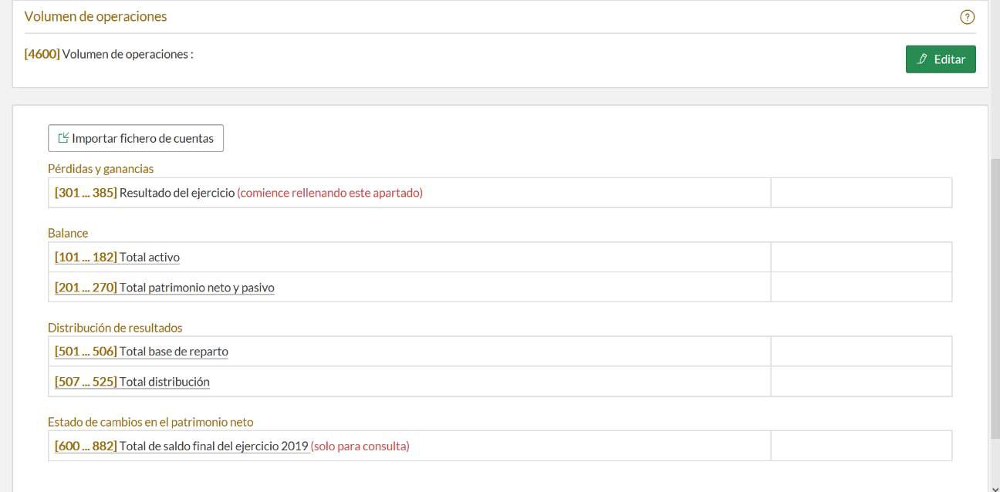 Volumen de operaciones
?
[4600] Volumen de operaciones :
Editar
Importar fichero de cuentas
Pérdidas y ganancias
[301 ... 385] Resultado del ejercicio (comience rellenando este apartado)
Balance
[101 ... 182] Total activo
[201 ... 270] Total patrimonio neto y pasivo
Distribución de resultados
[501 ... 506] Total base de reparto
[507 ... 525] Total distribución
Estado de cambios en el patrimonio neto
[600 ... 882] Total de saldo final del ejercicio 2019 (solo para consulta)